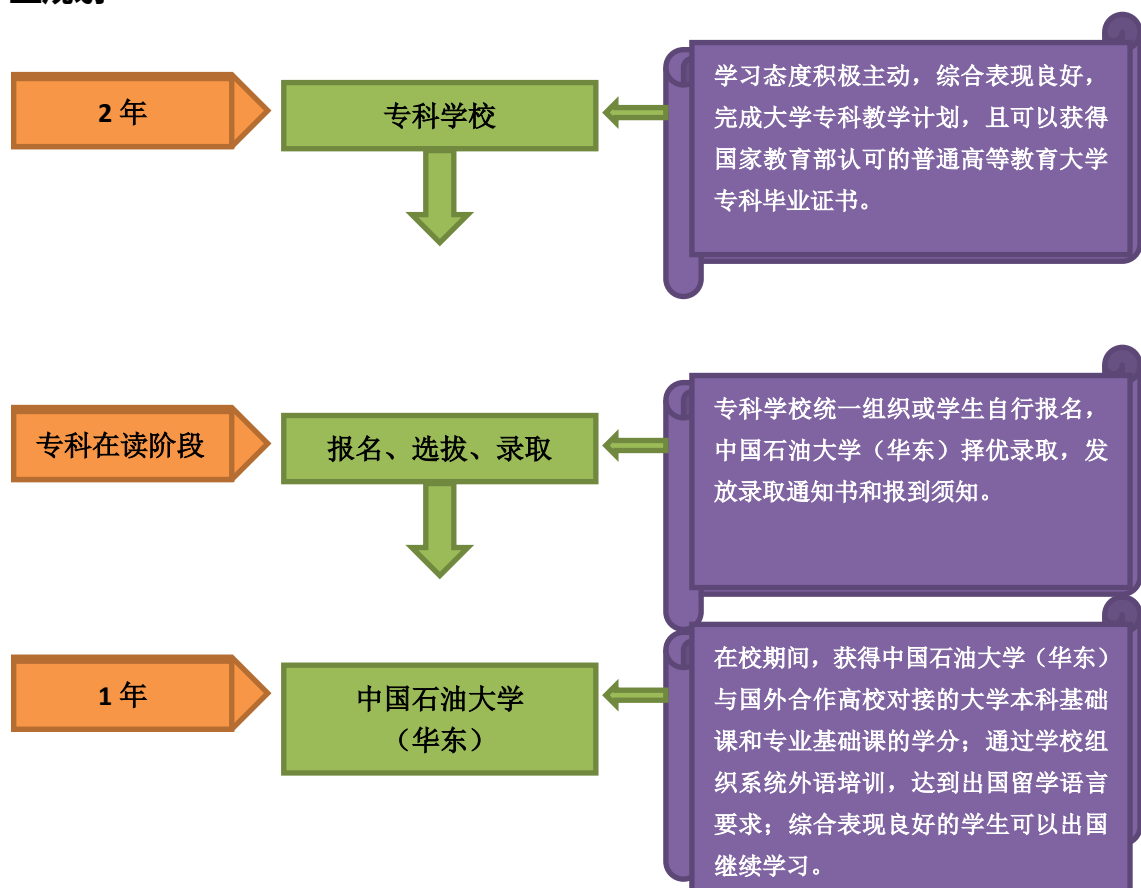 2 年
专科学校
学习态度积极主动，综合表现良好，
完成大学专科教学计划，且可以获得
国家教育部认可的普通高等教育大学
专科毕业证书。
专科在读阶段
报名、选拔、录取
专科学校统一组织或学生自行报名，
中国石油大学（华东）择优录取，发
放录取通知书和报到须知。
1 年
中国石油大学
（华东）
在校期间，获得中国石油大学（华东）
与国外合作高校对接的大学本科基础
课和专业基础课的学分；通过学校组
织系统外语培训，达到出国留学语言
要求；综合表现良好的学生可以出国
继续学习。